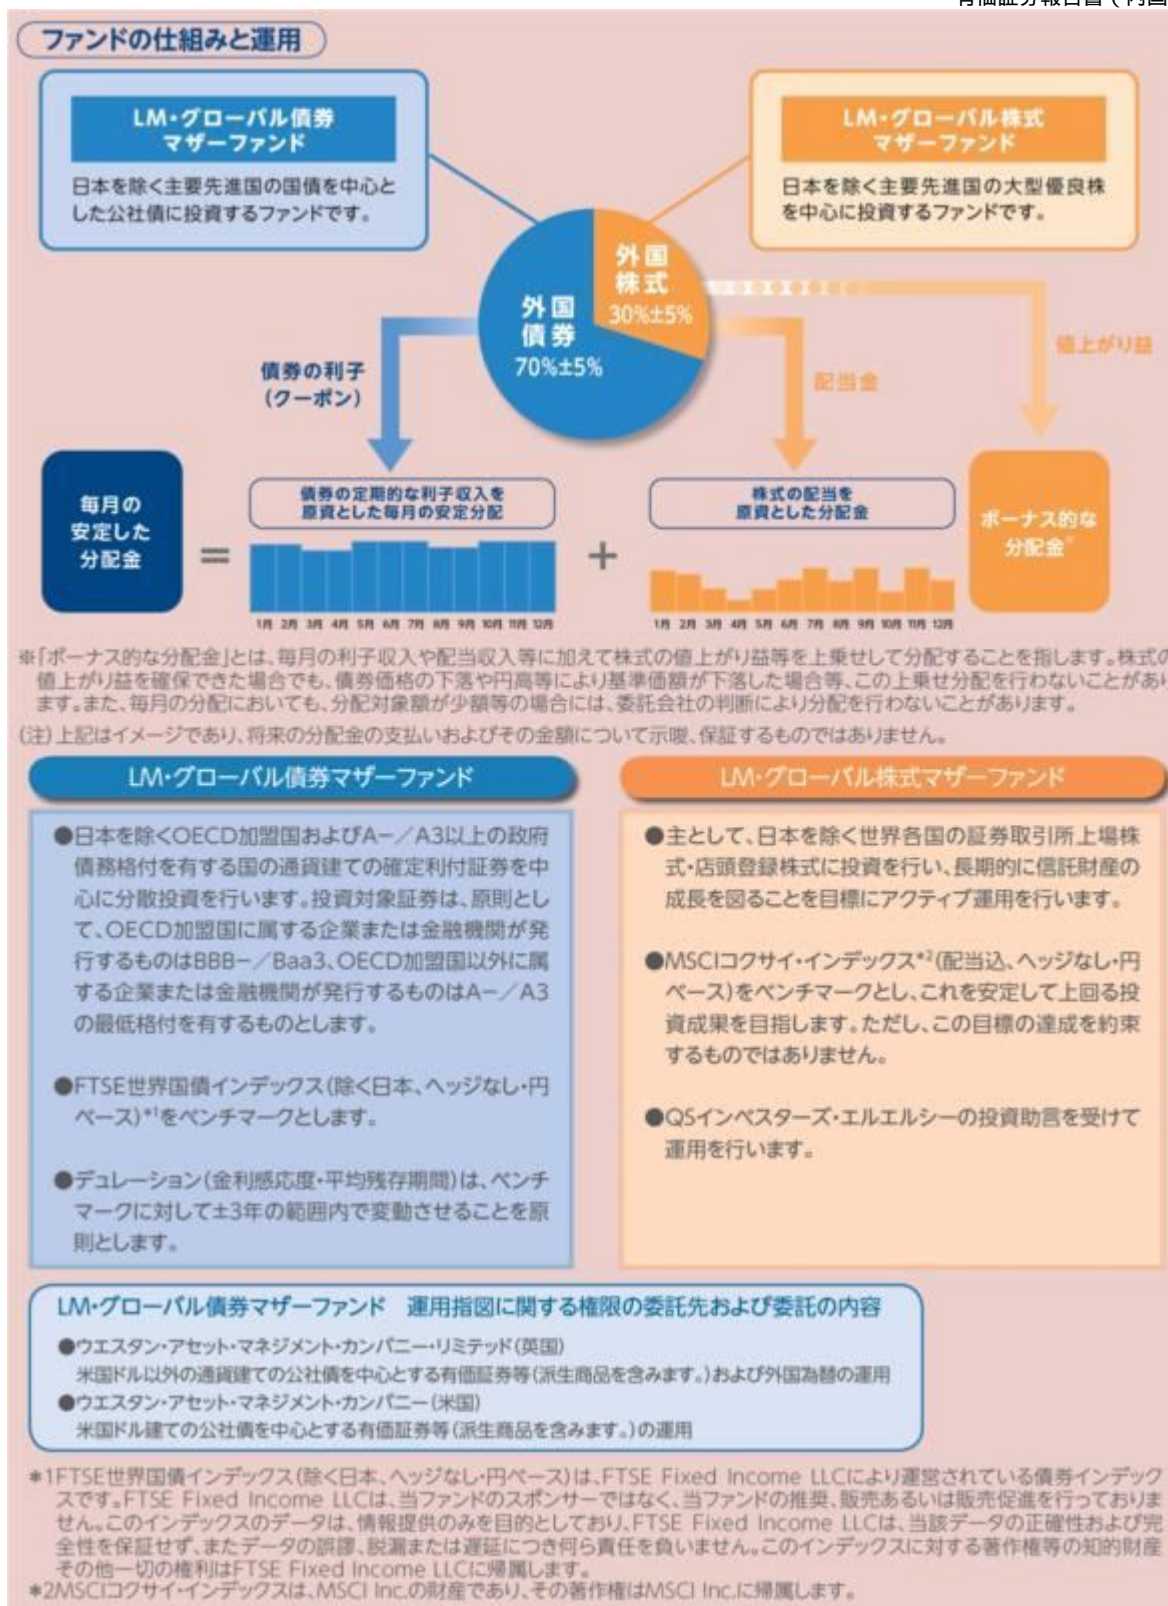 有価証券報告書(内国
ファンドの仕組みと運用
LM・グローバル債券
マザーファンド
日本を除く主要先進国の国債を中心と
した公社債に投資するファンドです。
LM・グローバル株式
マザーファンド
日本を除く主要先進国の大型優良株
を中心に投資するファンドです。
外国
株式
30%±5%
外国
債券
70%±5%
債券の利子
(クーポン)
配当金
値上がり益
毎月の
安定した
分配金
=
債券の定期的な利子収入を
原資とした毎月の安定分配
1月 2月 3月 4月 5月 6月 7月 8月 9月 10月 11月 12月
+
株式の配当を
原資とした分配金
1月 2月 3月 4月 5月 6月 7月 8月 9月 10月 11月 12月
ボーナス的な
分配金※
※「ボーナス的な分配金」とは、毎月の利子収入や配当収入等に加えて株式の値上がり益等を上乗せして分配することを指します。株式の
値上がり益を確保できた場合でも、債券価格の下落や円高等により基準価額が下落した場合等、この上乗せ分配を行わないことがあり
ます。また、毎月の分配においても、分配対象額が少額等の場合には、委託会社の判断により分配を行わないことがあります。
(注)上記はイメージであり、将来の分配金の支払いおよびその金額について示唆、保証するものではありません。
LM・グローバル債券マザーファンド
●日本を除くOECD加盟国およびA-/A3以上の政府
債務格付を有する国の通貨建ての確定利付証券を中
心に分散投資を行います。投資対象証券は、原則とし
て、OECD加盟国に属する企業または金融機関が発
行するものはBBB-/Baa3、OECD加盟国以外に属
する企業または金融機関が発行するものはA-/A3
の最低格付を有するものとします。
●FTSE世界国債インデックス(除く日本、ヘッジなし・円
ベース)*1をベンチマークとします。
●デュレーション(金利感応度・平均残存期間)は、ベンチ
マークに対して±3年の範囲内で変動させることを原
則とします。
LM・グローバル株式マザーファンド
●主として、日本を除く世界各国の証券取引所上場株
式・店頭登録株式に投資を行い、長期的に信託財産の
成長を図ることを目標にアクティブ運用を行います。
●MSCIコクサイ・インデックス*2(配当込、ヘッジなし・円
ベース)をベンチマークとし、これを安定して上回る投
資成果を目指します。ただし、この目標の達成を約束
するものではありません。
●QSインベスターズ・エルエルシーの投資助言を受けて
運用を行います。
LM・グローバル債券マザーファンド 運用指図に関する権限の委託先および委託の内容
●ウエスタン・アセット・マネジメント・カンパニー・リミテッド(英国)
米国ドル以外の通貨建ての公社債を中心とする有価証券等(派生商品を含みます。)および外国為替の運用
●ウエスタン・アセット・マネジメント・カンパニー(米国)
米国ドル建ての公社債を中心とする有価証券等(派生商品を含みます。)の運用
*1FTSE世界国債インデックス(除く日本、ヘッジなし・円ベース)は、FTSE Fixed Income LLCにより運営されている債券インデック
スです。FTSE Fixed Income LLCは、当ファンドのスポンサーではなく、当ファンドの推奨、販売あるいは販売促進を行っておりま
せん。このインデックスのデータは、情報提供のみを目的としており、FTSE Fixed Income LLCは、当該データの正確性および完
全性を保証せず、またデータの誤謬、脱漏または遅延につき何ら責任を負いません。このインデックスに対する著作権等の知的財産
その他一切の権利はFTSE Fixed Income LLCに帰属します。
*2MSCIコクサイ・インデックスは、MSCI Inc.の財産であり、その著作権はMSCI Inc.に帰属します。